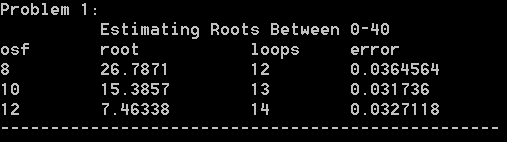 Problem 1:
Estimating Roots Between 0-40
osf root loops error
8 26.7871 12 0.0364564
10 15.3857 13 0.031736
12 7.46338 14 0.0327118
--------------------------------------------------